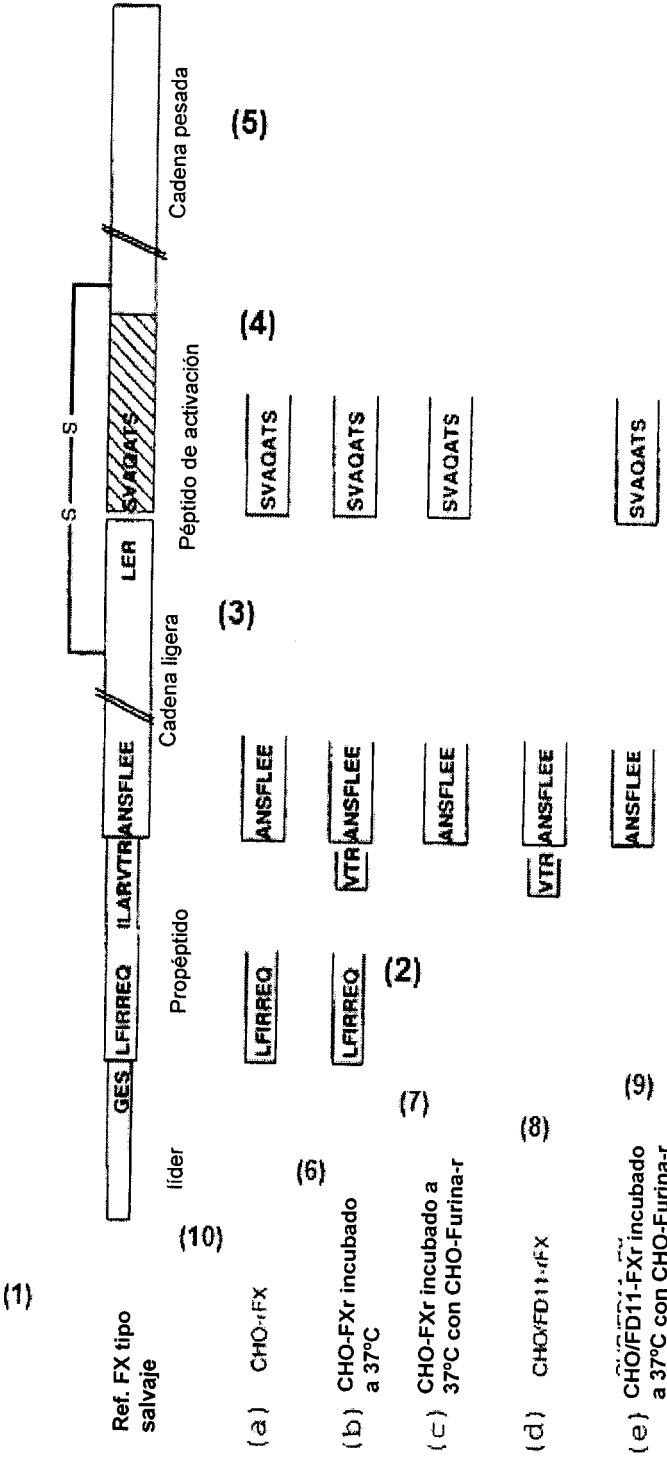 (1)
S S
Ref. FX tipo
salvaje
GES LFIRREQ ILARVTR ANSFLEE LER SVAQATS
líder Propéptido Cadena ligera Péptido de activación Cadena pesada
(10) (3) (4) (5)
(a) CHO-rFX LFIRREQ ANSFLEE SVAQATS
(6)
(b) CHO-FXr incubado
a 37ºC
LFIRREQ VTR ANSFLEE SVAQATS
(7) (2)
(c) CHO-FXr incubado a
37ºC con CHO-Furina-r
ANSFLEE SVAQATS
(8)
(d) CHO/FD11-rFX VTR ANSFLEE
(9)
(e) CHO/FD11-FXr incubado
a 37ºC con CHO-Furina-r
ANSFLEE SVAQATS